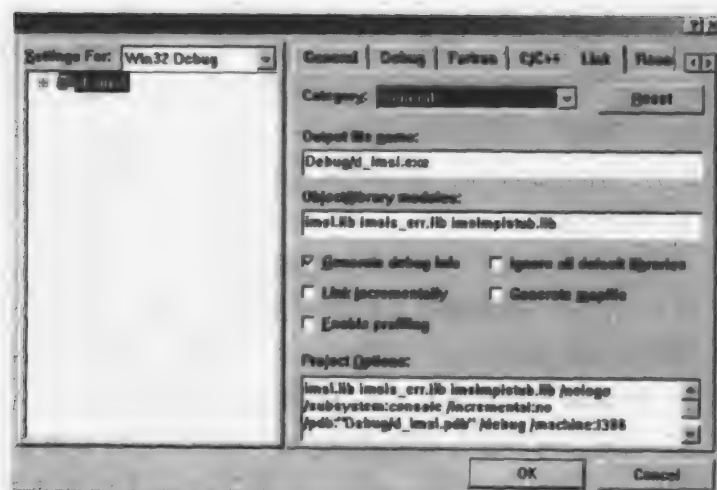 Settings For: Win32 Debug
General Debug Fortran C/C++ Link
Category: General
Reset
Output file name:
Debug/d_imsl.exe
Object/library modules:
imsl.lib imsls_err.lib imslmpistub.lib
Generate debug info
Ignore all default libraries
Link incrementally
Generate mapfile
Enable profiling
Project Options:
imsl.lib imsls_err.lib imslmpistub.lib /nologo
/subsystem:console /incremental:no
/pdb:"Debug/d_imsl.pdb" /debug /machine:I386
OK Cancel